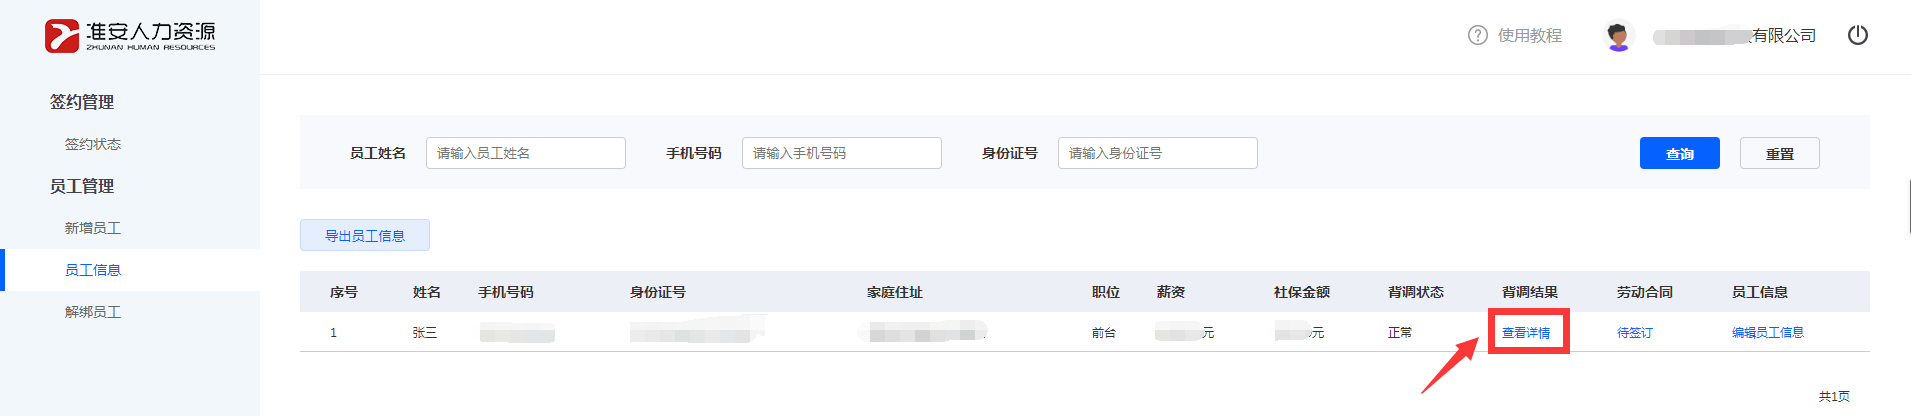 准安人力资源
ZHUNAN HUMAN RESOURCES
使用教程
有限公司
签约管理
签约状态
员工管理
新增员工
员工信息
解绑员工
员工姓名 请输入员工姓名 手机号码 请输入手机号码 身份证号 请输入身份证号 查询 重置
导出员工信息
序号 姓名 手机号码 身份证号 家庭住址 职位 薪资 社保金额 背调状态 背调结果 劳动合同 员工信息
1 张三 前台 元 元 正常 查看详情 待签订 编辑员工信息
共1页